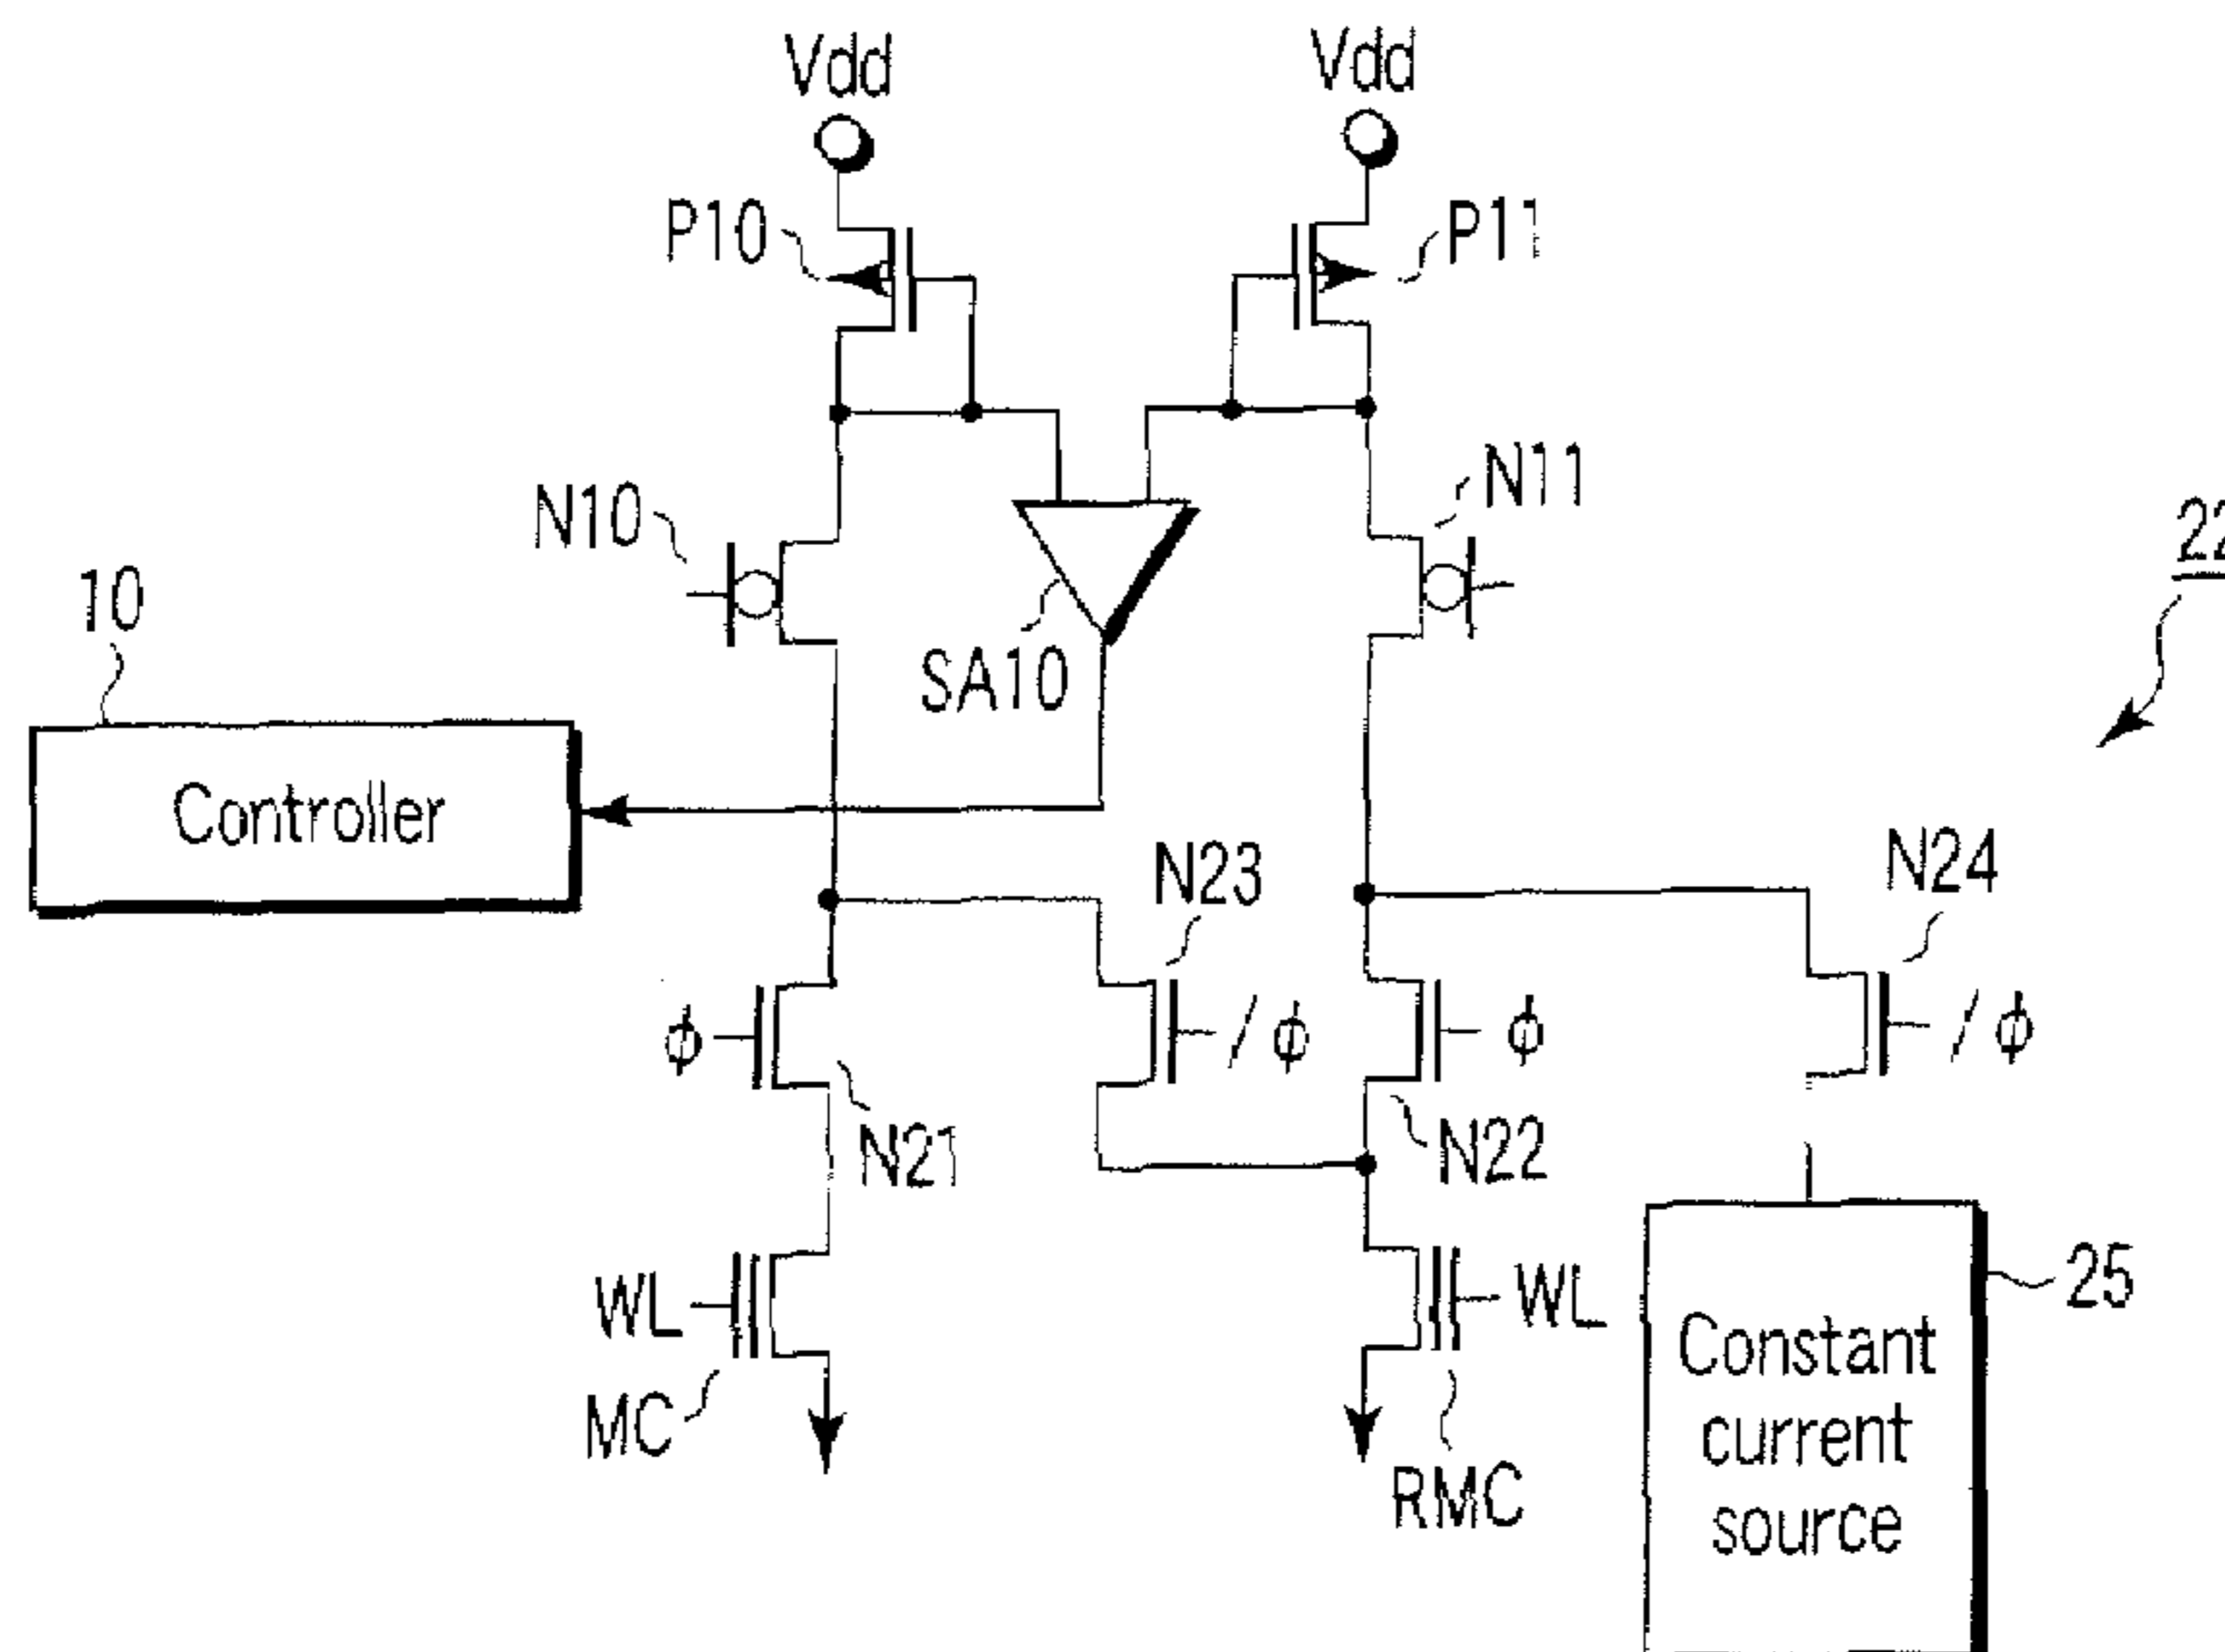 Vdd
Vdd
P10
P11
N10
N11
22
10
SA10
Controller
N23
N24
ϕ
/ϕ
ϕ
/ϕ
N21
N22
WL
WL
25
MC
RMC
Constant
current
source